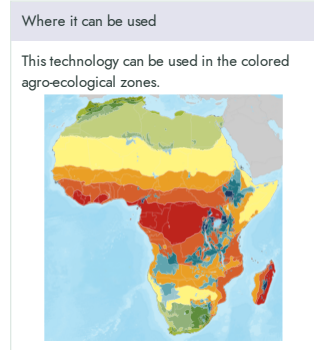 Where it can be used
This technology can be used in the colored
agro-ecological zones.